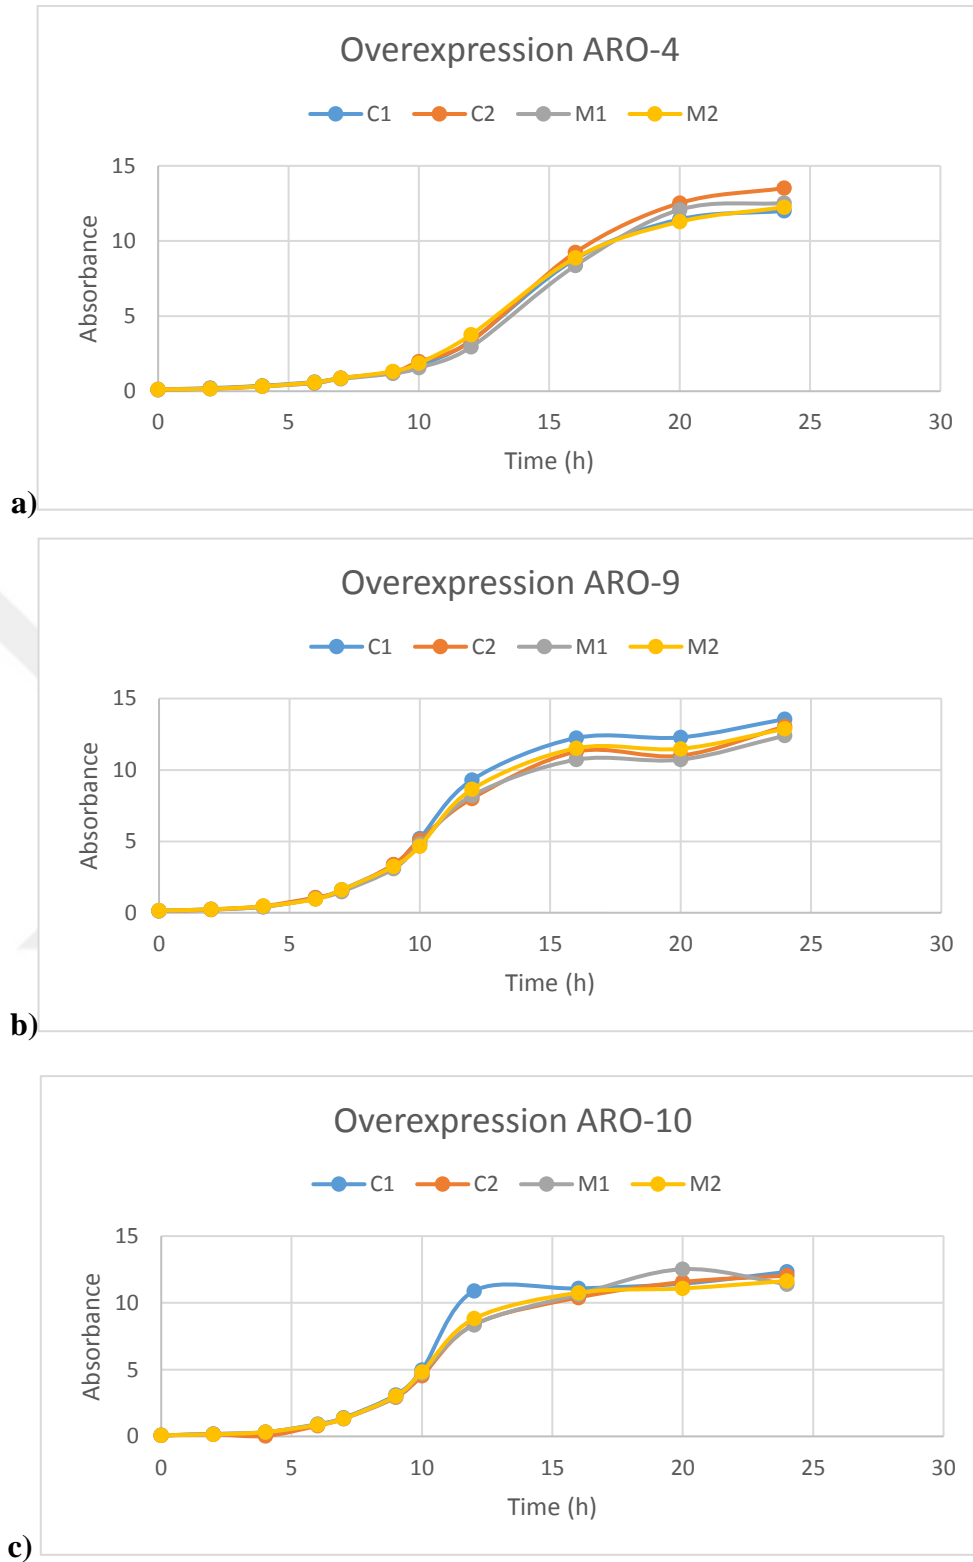 Overexpression ARO-4
C1 C2 M1 M2
15
10
5
0
0 5 10 15 20 25 30
Absorbance
Time (h)
a)
Overexpression ARO-9
C1 C2 M1 M2
15
10
5
0
0 5 10 15 20 25 30
Absorbance
Time (h)
b)
Overexpression ARO-10
C1 C2 M1 M2
15
10
5
0
0 5 10 15 20 25 30
Absorbance
Time (h)
c)